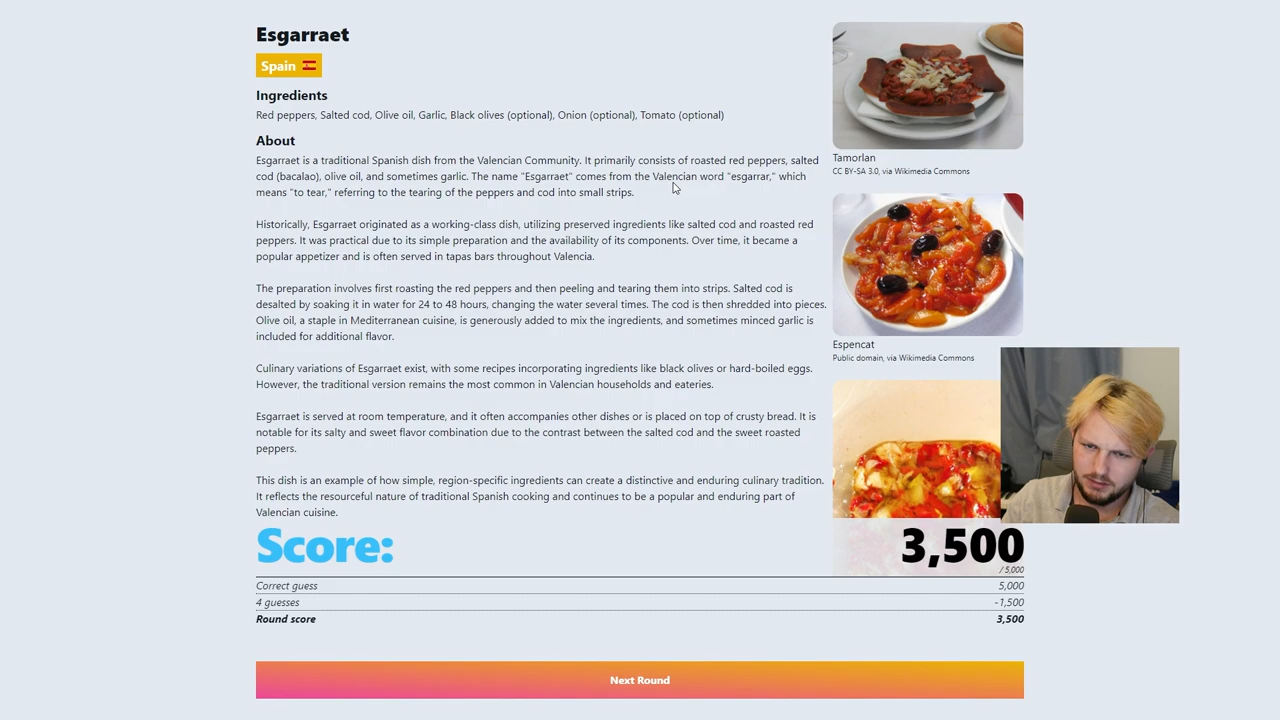 Esgarraet
Spain
Ingredients
Red peppers, Salted cod, Olive oil, Garlic, Black olives (optional), Onion (optional), Tomato (optional)
About
Esgarraet is a traditional Spanish dish from the Valencian Community. It primarily consists of roasted red peppers, salted
cod (bacalao), olive oil, and sometimes garlic. The name "Esgarraet" comes from the Valencian word "esgarrar," which
means "to tear," referring to the tearing of the peppers and cod into small strips.
Historically, Esgarraet originated as a working-class dish, utilizing preserved ingredients like salted cod and roasted red
peppers. It was practical due to its simple preparation and the availability of its components. Over time, it became a
popular appetizer and is often served in tapas bars throughout Valencia.
The preparation involves first roasting the red peppers and then peeling and tearing them into strips. Salted cod is
desalted by soaking it in water for 24 to 48 hours, changing the water several times. The cod is then shredded into pieces.
Olive oil, a staple in Mediterranean cuisine, is generously added to mix the ingredients, and sometimes minced garlic is
included for additional flavor.
Culinary variations of Esgarraet exist, with some recipes incorporating ingredients like black olives or hard-boiled eggs.
However, the traditional version remains the most common in Valencian households and eateries.
Esgarraet is served at room temperature, and it often accompanies other dishes or is placed on top of crusty bread. It is
notable for its salty and sweet flavor combination due to the contrast between the salted cod and the sweet roasted
peppers.
This dish is an example of how simple, region-specific ingredients can create a distinctive and enduring culinary tradition.
It reflects the resourceful nature of traditional Spanish cooking and continues to be a popular and enduring part of
Valencian cuisine.
Tamorlan
CC BY-SA 3.0, via Wikimedia Commons
Espencat
Public domain, via Wikimedia Commons
Score: 3,500
/ 5,000
Correct guess 5,000
4 guesses -1,500
Round score 3,500
Next Round